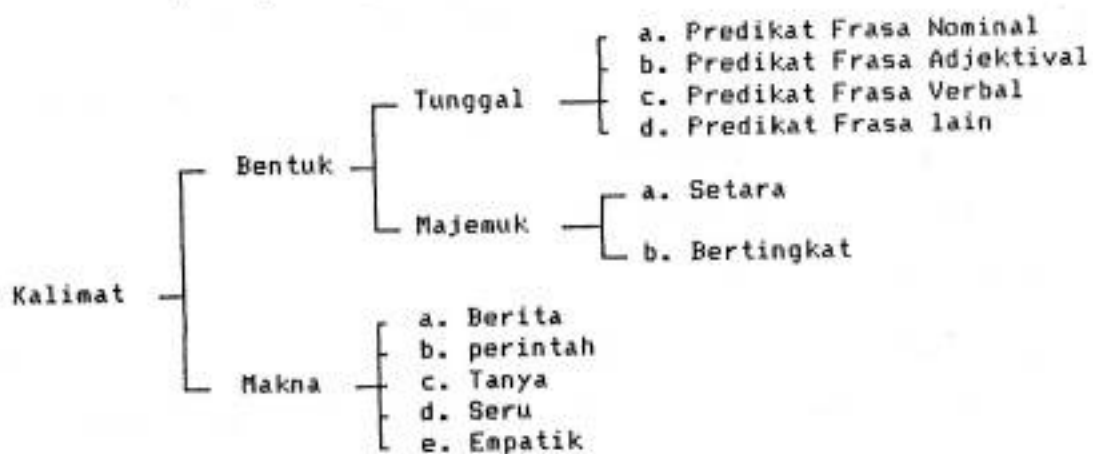 a. Predikat Frasa Nominal
b. Predikat Frasa Adjektival
Tunggal
c. Predikat Frasa Verbal
d. Predikat Frasa lain
Bentuk
a. Setara
Majemuk
b. Bertingkat
Kalimat
a. Berita
b. perintah
Makna
c. Tanya
d. Seru
e. Empatik